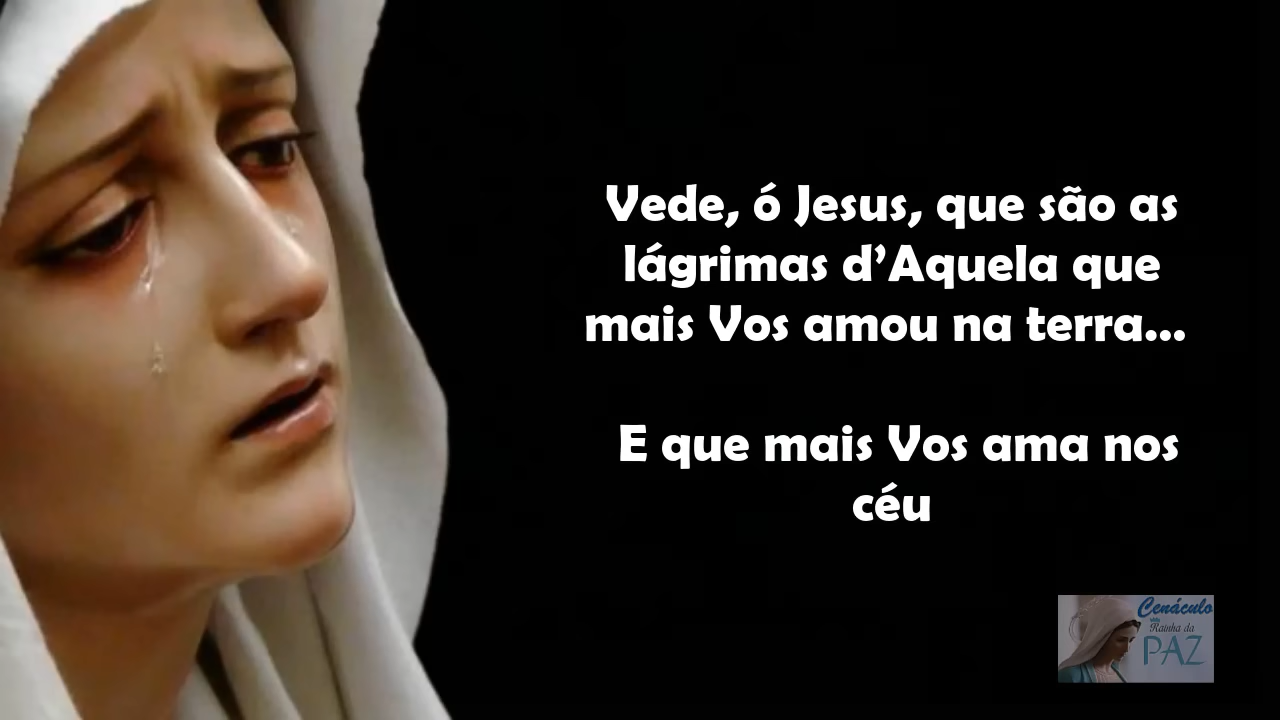 Vede, ó Jesus, que são as
lágrimas d’Aquela que
mais Vos amou na terra...
E que mais Vos ama nos
céu
Cenáculo
Rainha da
PAZ